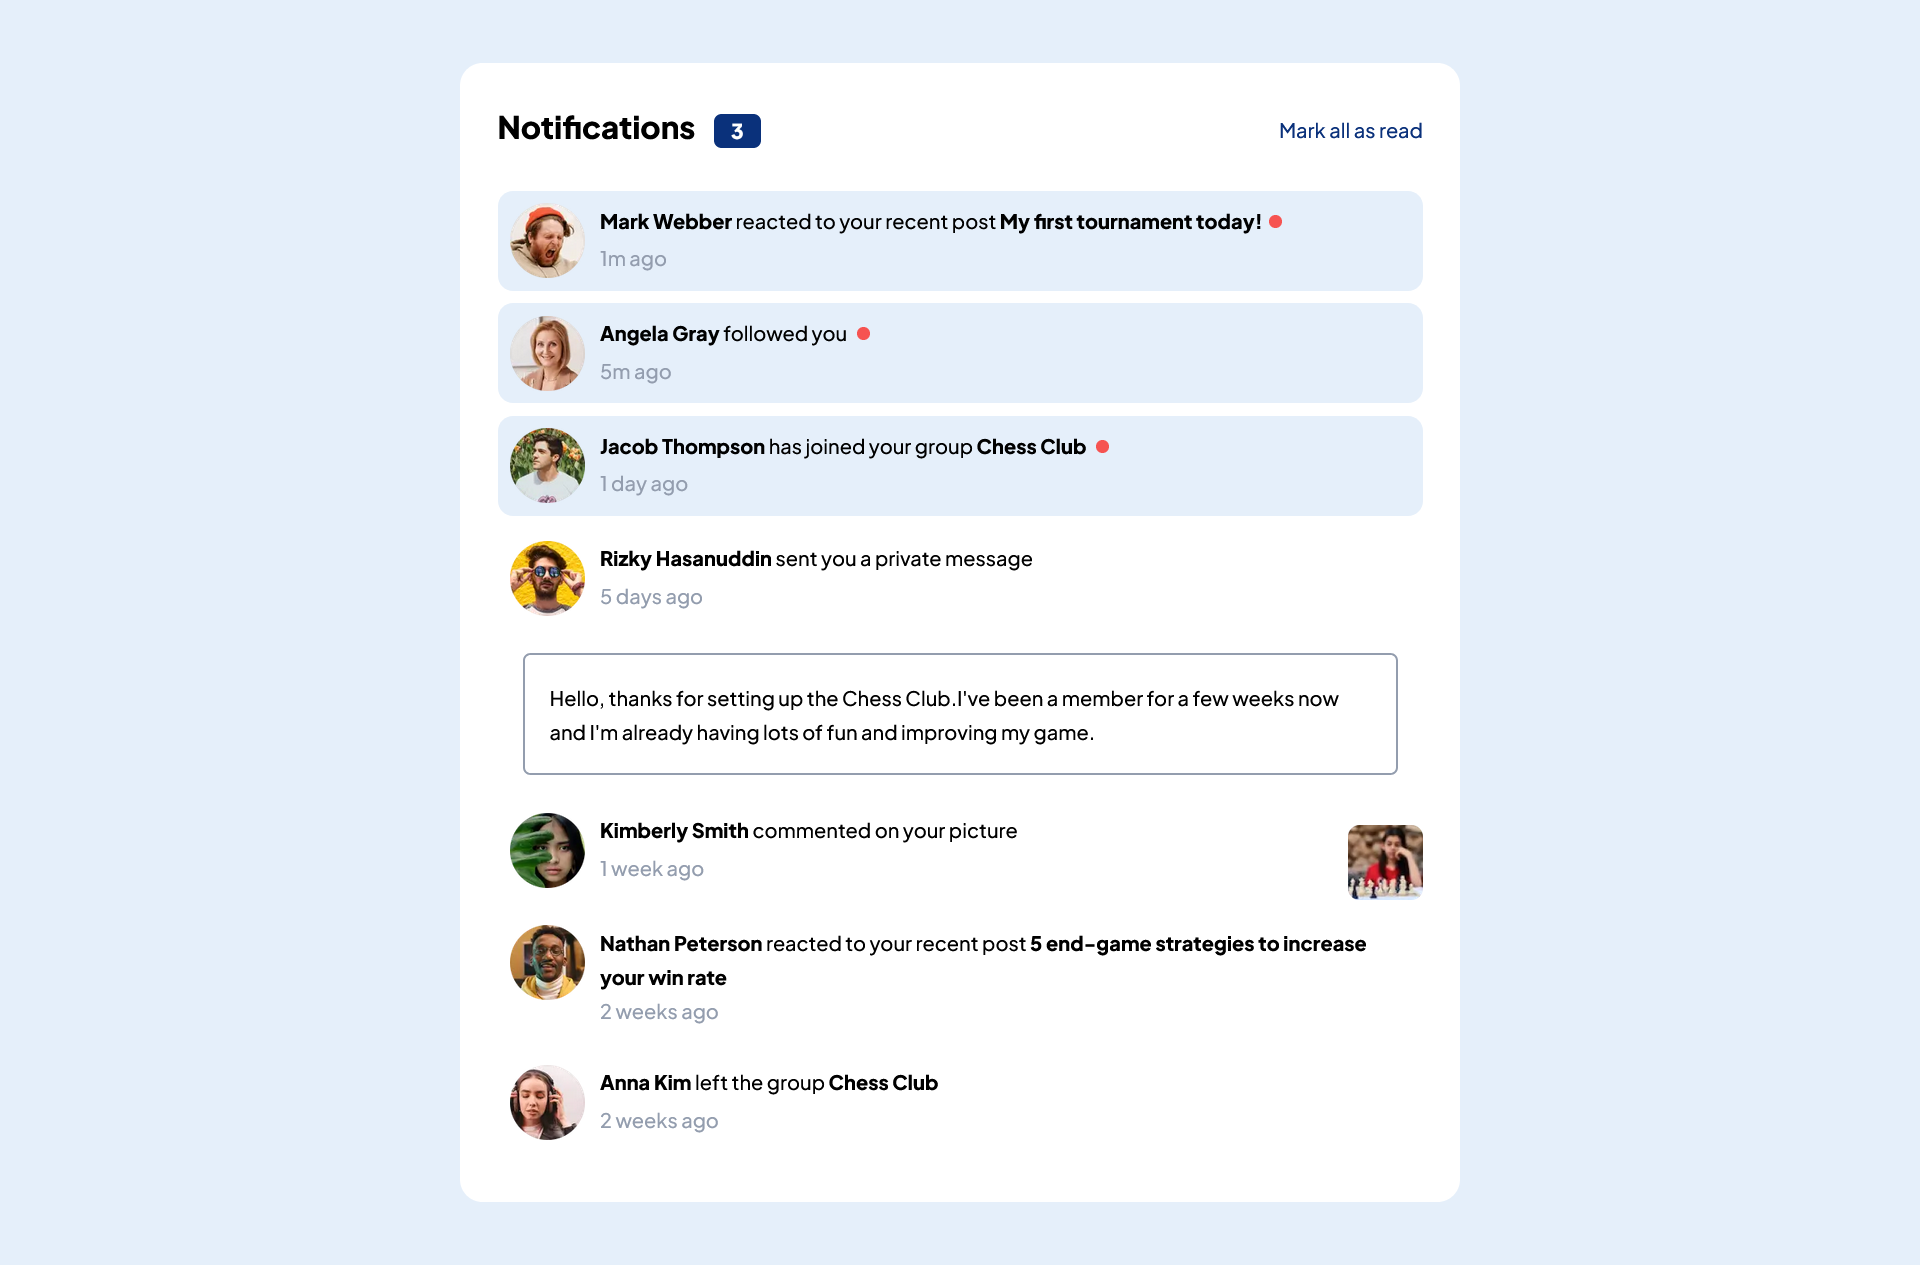 Notifications 3
Mark all as read
Mark Webber reacted to your recent post My first tournament today!
1m ago
Angela Gray followed you
5m ago
Jacob Thompson has joined your group Chess Club
1 day ago
Rizky Hasanuddin sent you a private message
5 days ago
Hello, thanks for setting up the Chess Club.I've been a member for a few weeks now
and I'm already having lots of fun and improving my game.
Kimberly Smith commented on your picture
1 week ago
Nathan Peterson reacted to your recent post 5 end-game strategies to increase
your win rate
2 weeks ago
Anna Kim left the group Chess Club
2 weeks ago